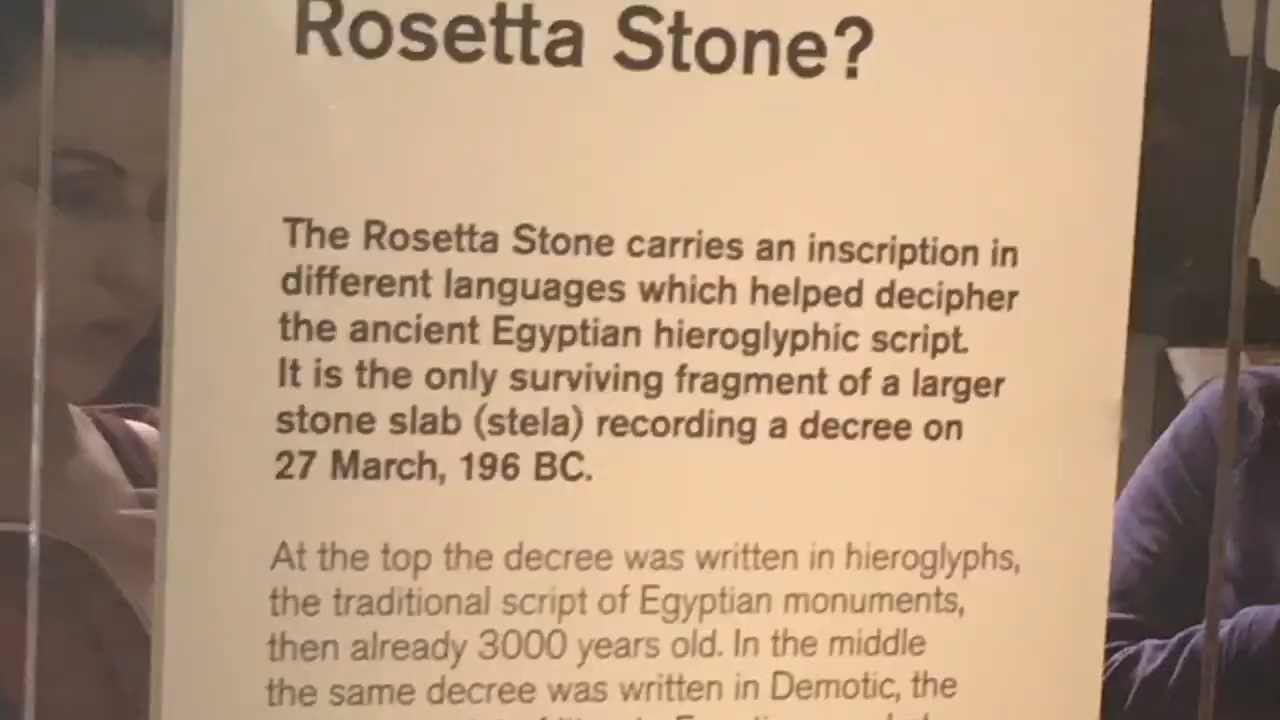 Rosetta Stone?
The Rosetta Stone carries an inscription in
different languages which helped decipher
the ancient Egyptian hieroglyphic script.
It is the only surviving fragment of a larger
stone slab (stela) recording a decree on
27 March, 196 BC.
At the top the decree was written in hieroglyphs,
the traditional script of Egyptian monuments,
then already 3000 years old. In the middle
the same decree was written in Demotic, the